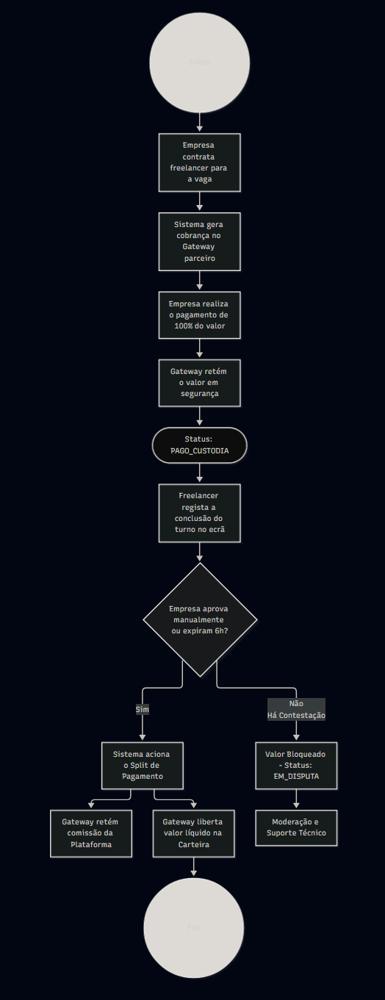 Início
Empresa
contrata
freelancer para
a vaga
Sistema gera
cobrança no
Gateway
parceiro
Empresa realiza
o pagamento de
100% do valor
Gateway retém
o valor em
segurança
Status:
PAGO_CUSTODIA
Freelancer
regista a
conclusão do
turno no ecrã
Empresa aprova
manualmente
ou expiram 6h?
Sim
Não
Há Contestação
Sistema aciona
o Split de
Pagamento
Valor Bloqueado
- Status:
EM_DISPUTA
Gateway retém
comissão da
Plataforma
Gateway liberta
valor líquido na
Carteira
Moderação e
Suporte Técnico
Fim